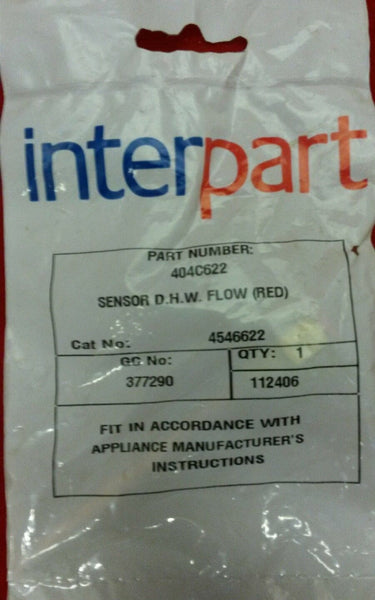 interpart
PART NUMBER:
404C622
SENSOR D.H.W. FLOW (RED)
Cat No: 4546622
GC No: QTY: 1
377290 112406
FIT IN ACCORDANCE WITH
APPLIANCE MANUFACTURER'S
INSTRUCTIONS